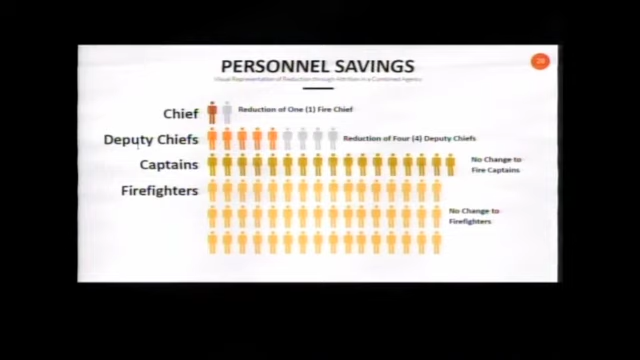 PERSONNEL SAVINGS
28
Visual Representation of Reduction through Attrition in a Combined Agency
Chief
Reduction of One (1) Fire Chief
Deputy Chiefs
Reduction of Four (4) Deputy Chiefs
Captains
No Change to
Fire Captains
Firefighters
No Change to
Firefighters